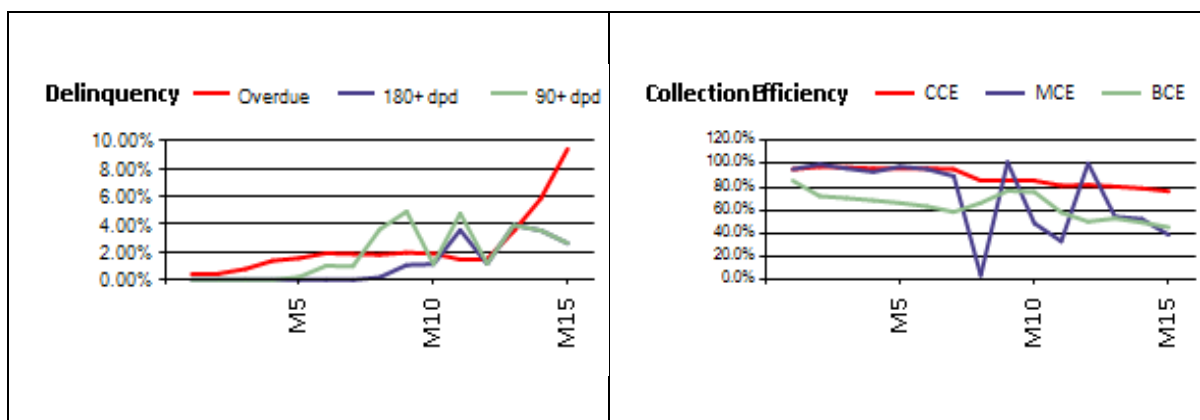 Delinquency Overdue 180+ dpd 90+ dpd
10.00%
8.00%
6.00%
4.00%
2.00%
0.00%
M5
M10
M15
CollectionEfficiency CCE MCE BCE
120.0%
100.0%
80.0%
60.0%
40.0%
20.0%
0.0%
M5
M10
M15